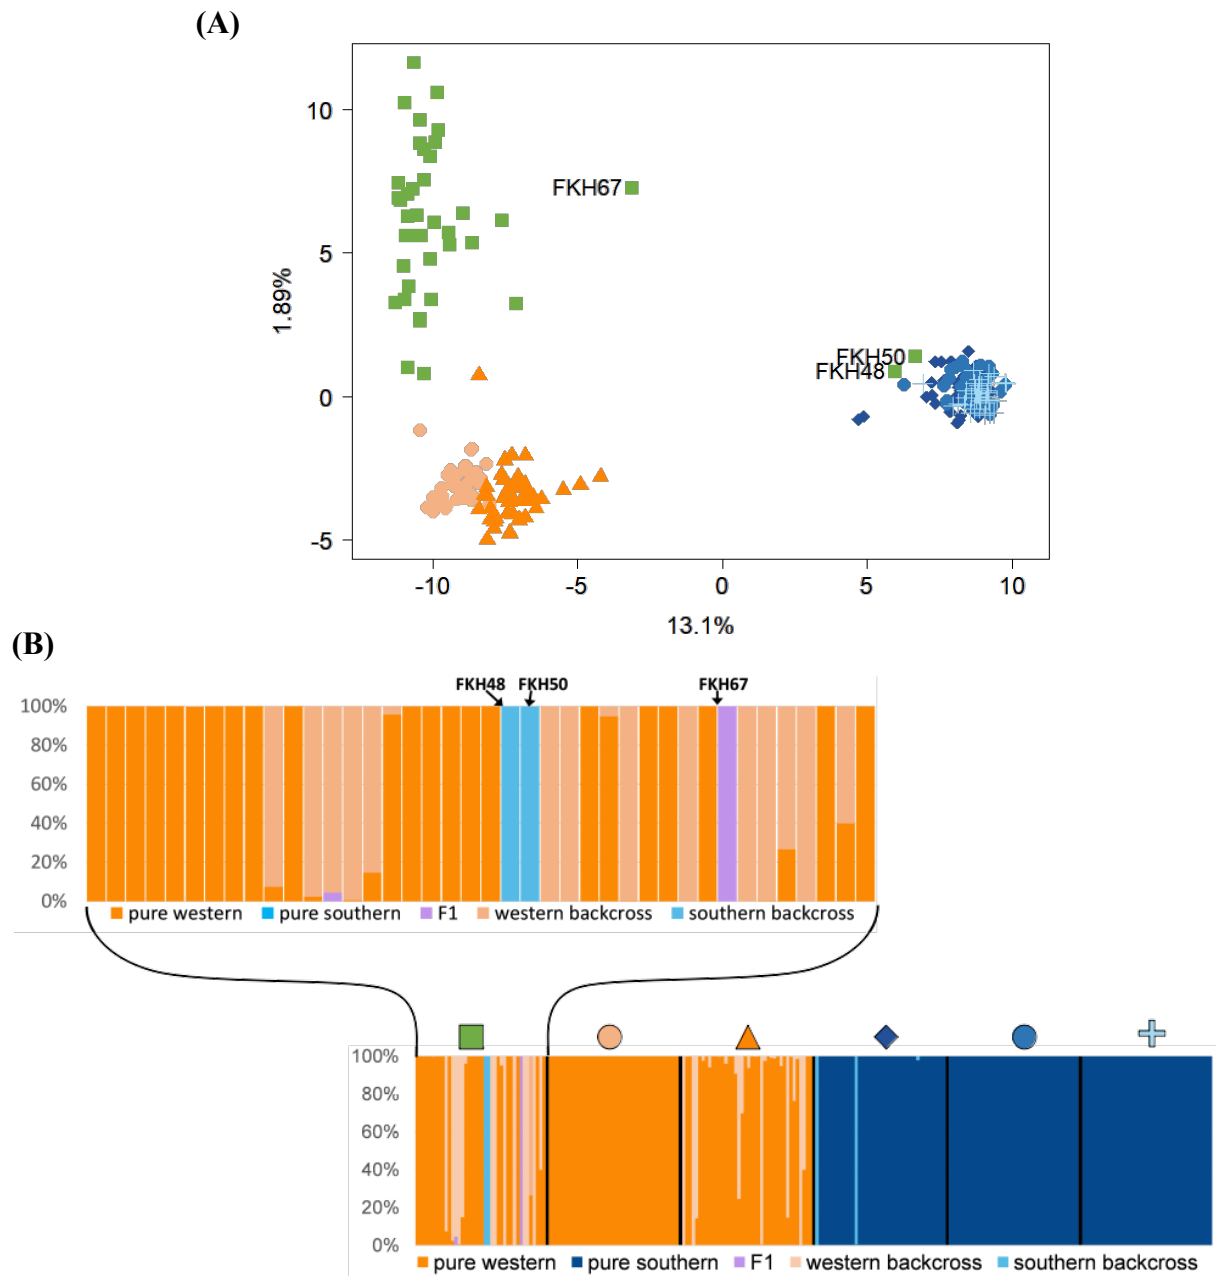 (A)
10
5
0
-5
1.89%
FKH67
FKH50
FKH48
-10 -5 0 5 10
13.1%
(B)
FKH48 FKH50 FKH67
100%
80%
60%
40%
20%
0%
pure western pure southern F1 western backcross southern backcross
100%
80%
60%
40%
20%
0%
pure western pure southern F1 western backcross southern backcross